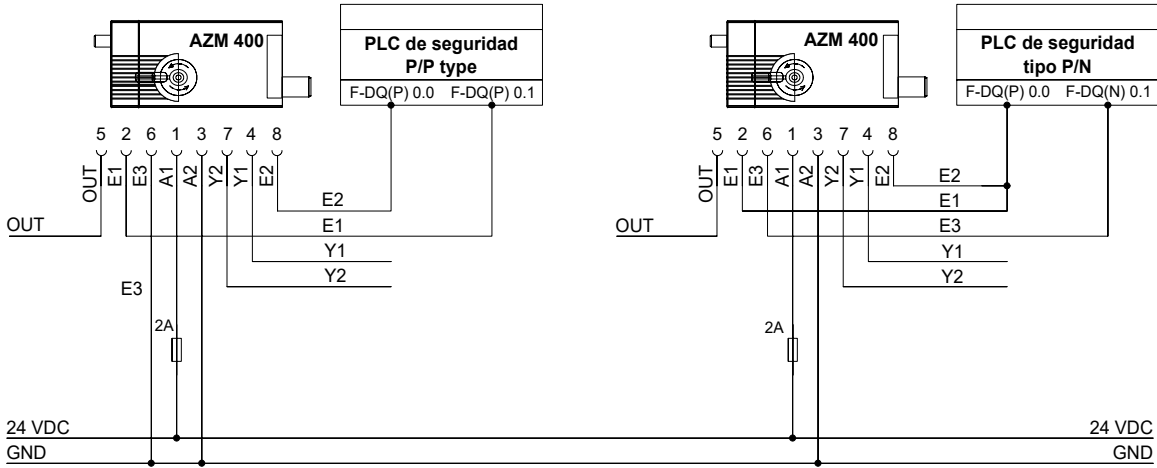 AZM 400
PLC de seguridad
P/P type
F-DQ(P) 0.0 F-DQ(P) 0.1
5 2 6 1 3 7 4 8
OUT E1 E3 A1 A2 Y2 Y1 E2
E2
E1
OUT
Y1
Y2
E3
2A
AZM 400
PLC de seguridad
tipo P/N
F-DQ(P) 0.0 F-DQ(N) 0.1
5 2 6 1 3 7 4 8
OUT E1 E3 A1 A2 Y2 Y1 E2
E2
E1
OUT
E3
Y1
Y2
2A
24 VDC 24 VDC
GND GND